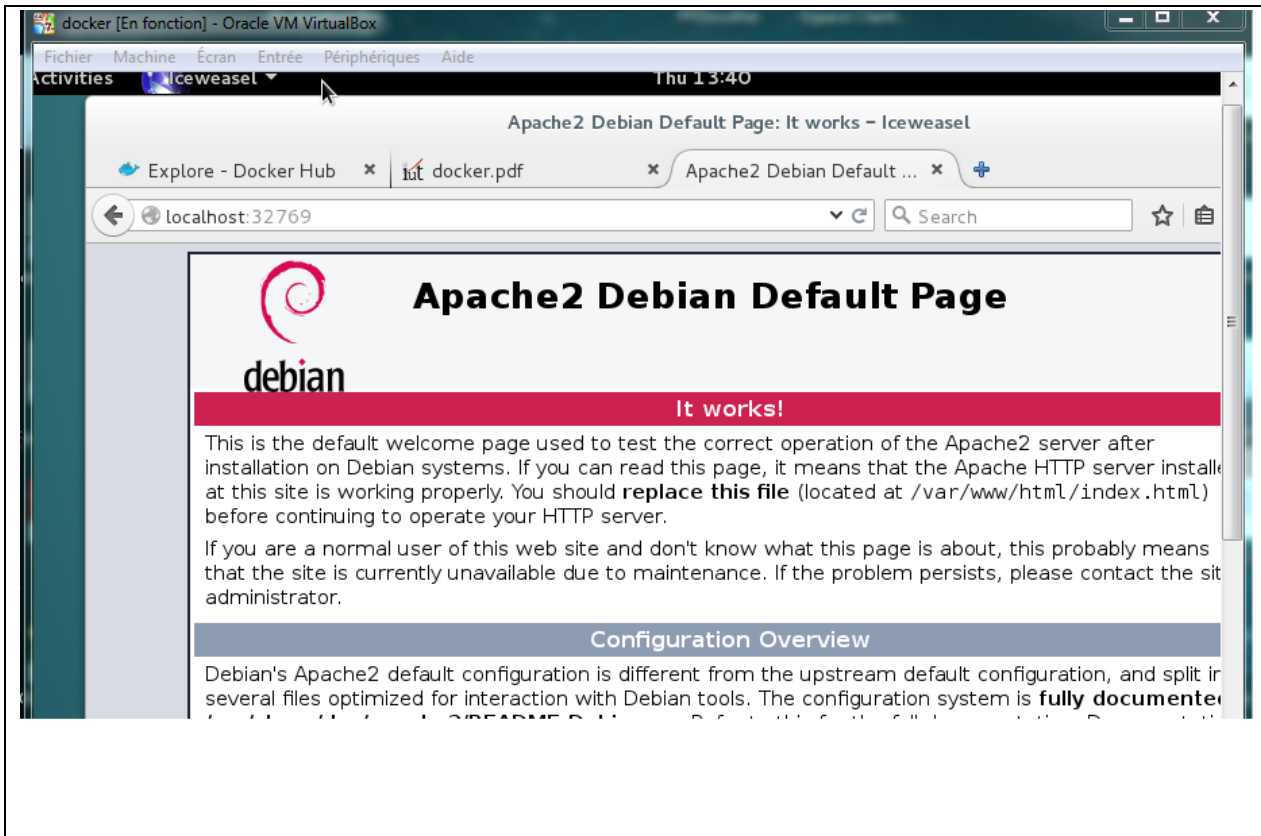 docker [En fonction] - Oracle VM VirtualBox
Fichier Machine Écran Entrée Périphériques Aide
Activities Iceweasel Thu 13:40
Apache2 Debian Default Page: It works – Iceweasel
Explore - Docker Hub docker.pdf Apache2 Debian Default ...
localhost:32769 Search
debian
Apache2 Debian Default Page
It works!
This is the default welcome page used to test the correct operation of the Apache2 server after
installation on Debian systems. If you can read this page, it means that the Apache HTTP server installe
at this site is working properly. You should replace this file (located at /var/www/html/index.html)
before continuing to operate your HTTP server.
If you are a normal user of this web site and don't know what this page is about, this probably means
that the site is currently unavailable due to maintenance. If the problem persists, please contact the sit
administrator.
Configuration Overview
Debian's Apache2 default configuration is different from the upstream default configuration, and split in
several files optimized for interaction with Debian tools. The configuration system is fully documented